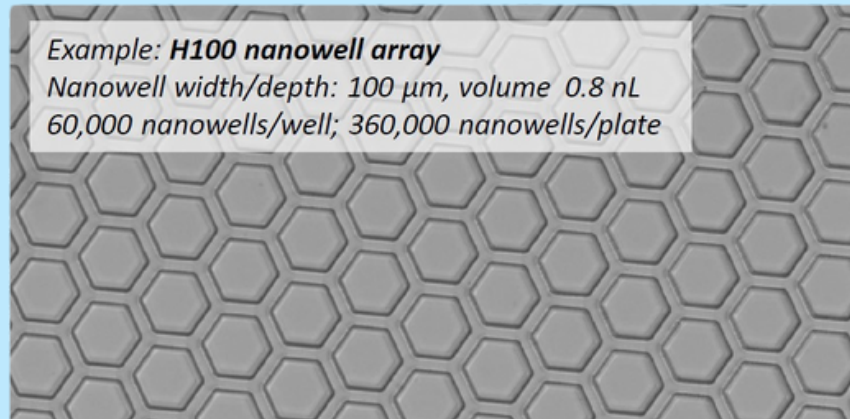 Example: H100 nanowell array
Nanowell width/depth: 100 µm, volume 0.8 nL
60,000 nanowells/well; 360,000 nanowells/plate